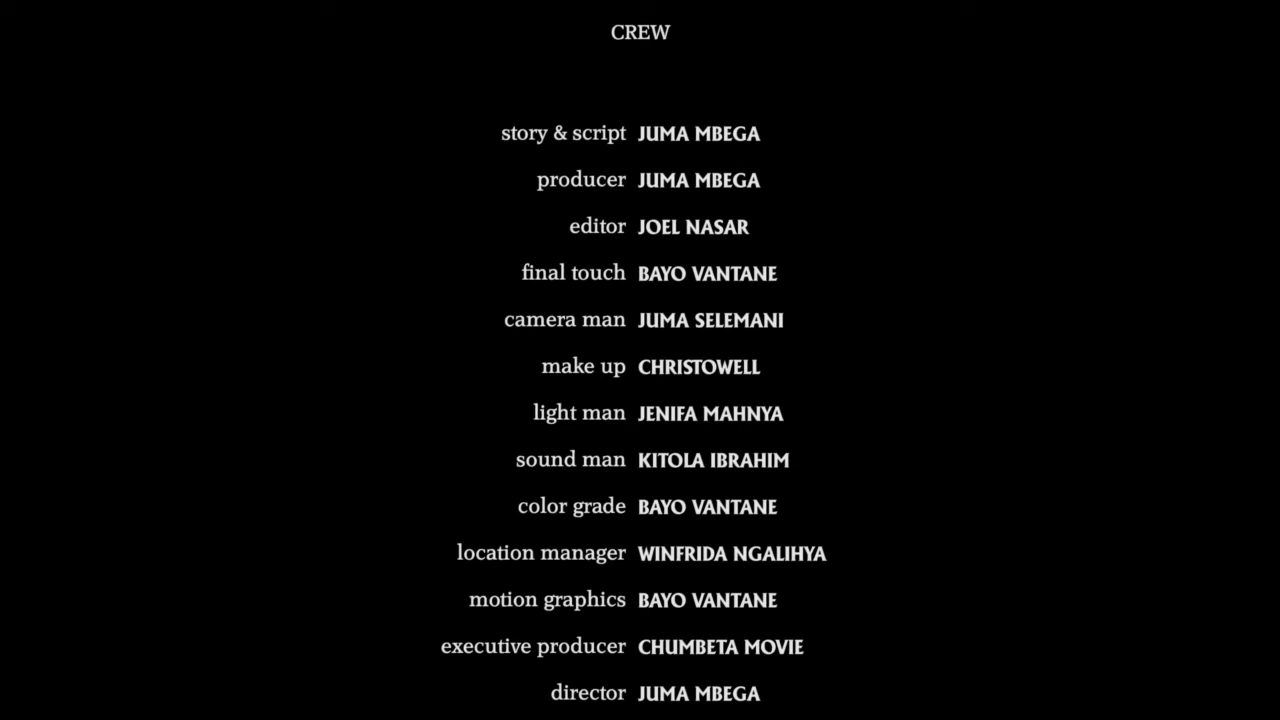 CREW
story & script JUMA MBEGA
producer JUMA MBEGA
editor JOEL NASAR
final touch BAYO VANTANE
camera man JUMA SELEMANI
make up CHRISTOWELL
light man JENIFA MAHNYA
sound man KITOLA IBRAHIM
color grade BAYO VANTANE
location manager WINFRIDA NGALIHYA
motion graphics BAYO VANTANE
executive producer CHUMBETA MOVIE
director JUMA MBEGA